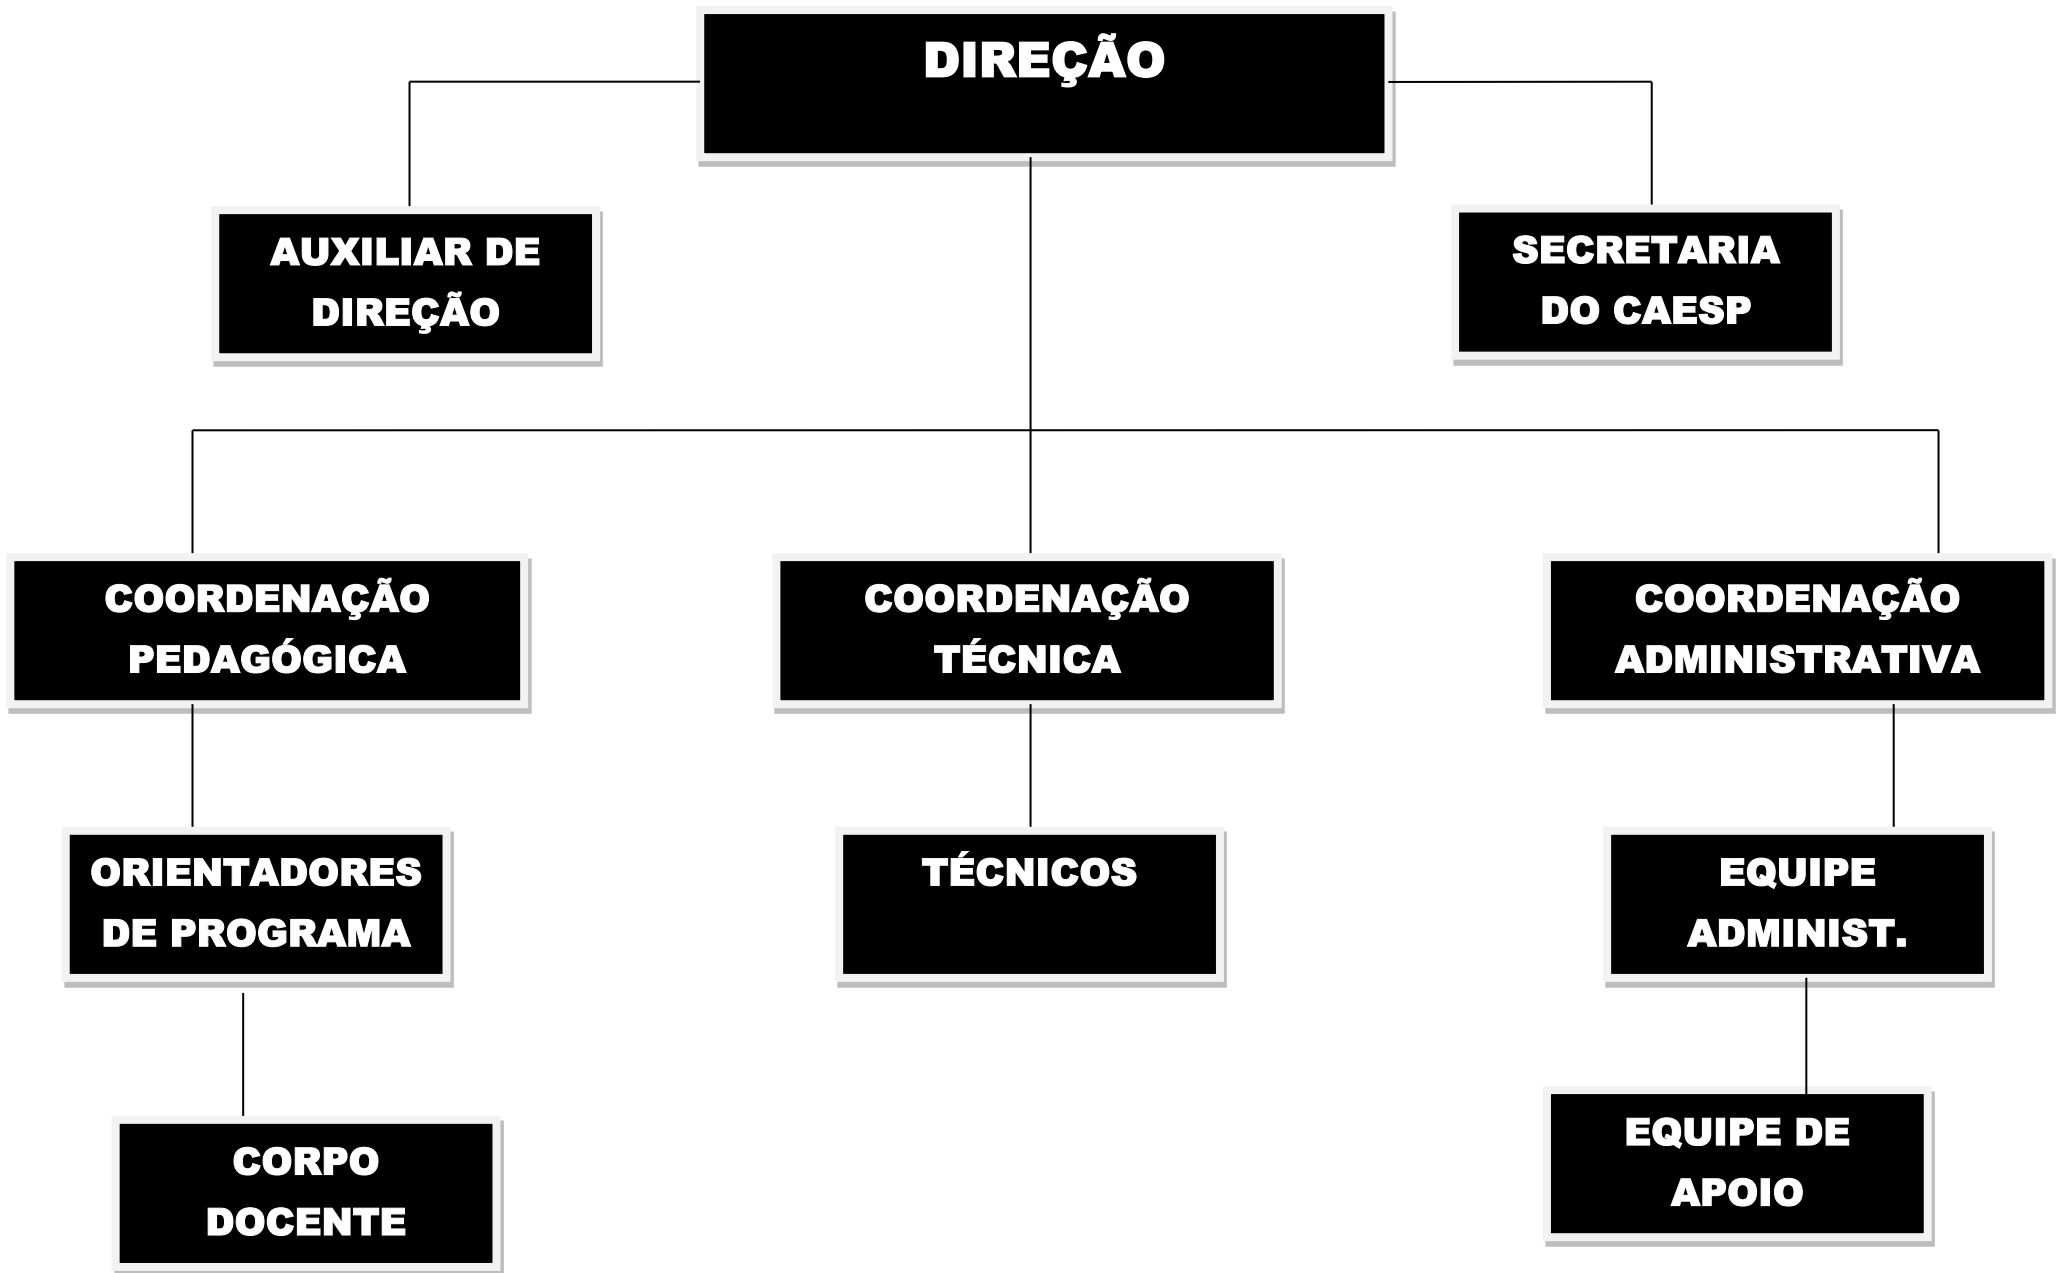 DIREÇÃO
AUXILIAR DE
DIREÇÃO
SECRETARIA
DO CAESP
COORDENAÇÃO
PEDAGÓGICA
COORDENAÇÃO
TÉCNICA
COORDENAÇÃO
ADMINISTRATIVA
ORIENTADORES
DE PROGRAMA
TÉCNICOS
EQUIPE
ADMINIST.
CORPO
DOCENTE
EQUIPE DE
APOIO